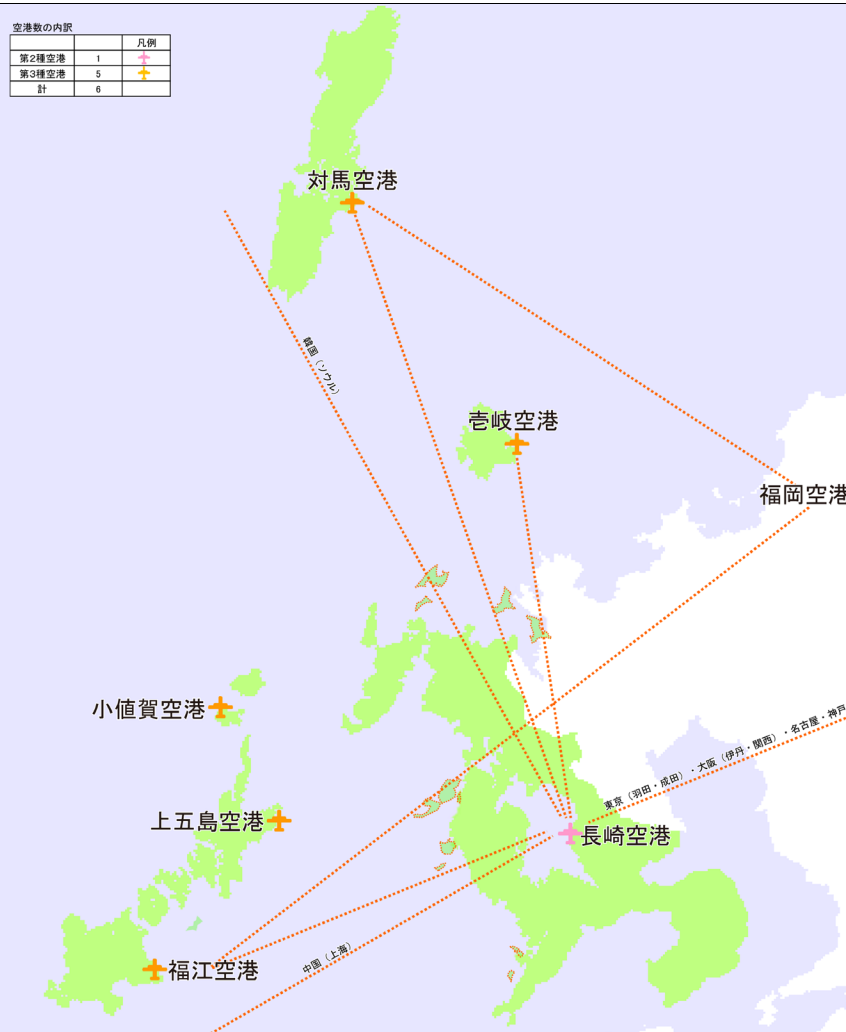 空港数の内訳
凡例
第2種空港 1
第3種空港 5
計 6
対馬空港
韓国（ソウル）
壱岐空港
福岡空港
小値賀空港
東京（羽田・成田）・大阪（伊丹・関西）・名古屋・神戸
上五島空港
長崎空港
中国（上海）
福江空港